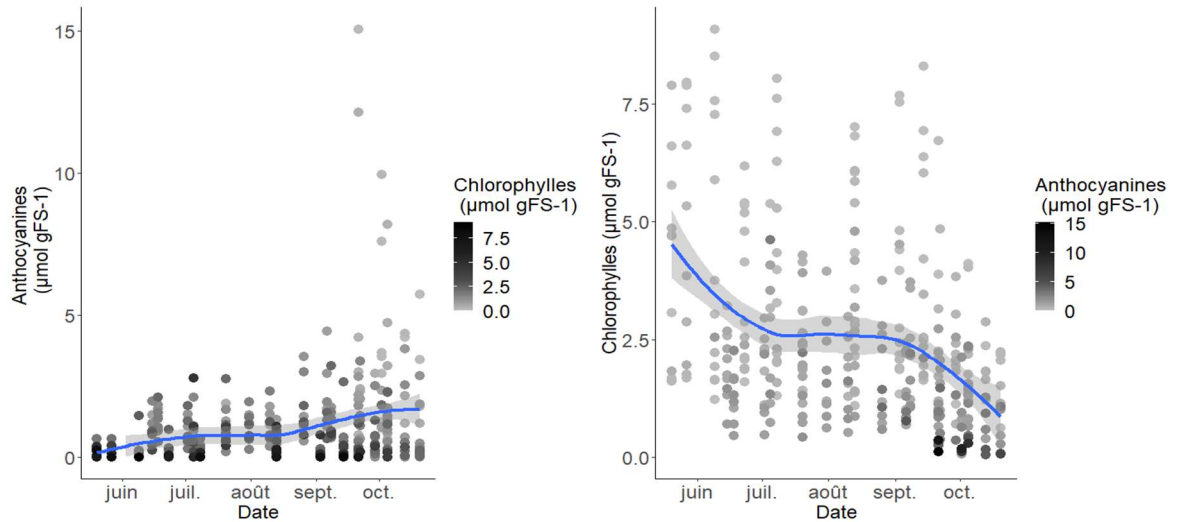 15
10
5
0
Anthocyanines
(µmol gFS-1)
juin juil. août sept. oct.
Date
Chlorophylles
(µmol gFS-1)
7.5
5.0
2.5
0.0
7.5
5.0
2.5
0.0
Chlorophylles (µmol gFS-1)
juin juil. août sept. oct.
Date
Anthocyanines
(µmol gFS-1)
15
10
5
0